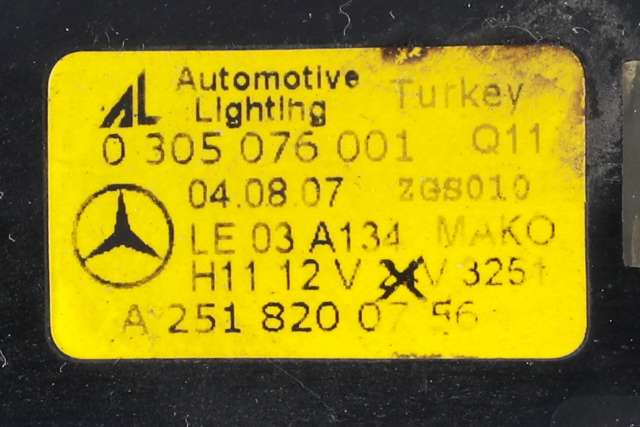 AL Automotive Turkey
Lighting
0 305 076 001 Q11
04.08.07 ZGS010
LE 03 A134 MAKO
H11 12 V V
A 251 820 07 56